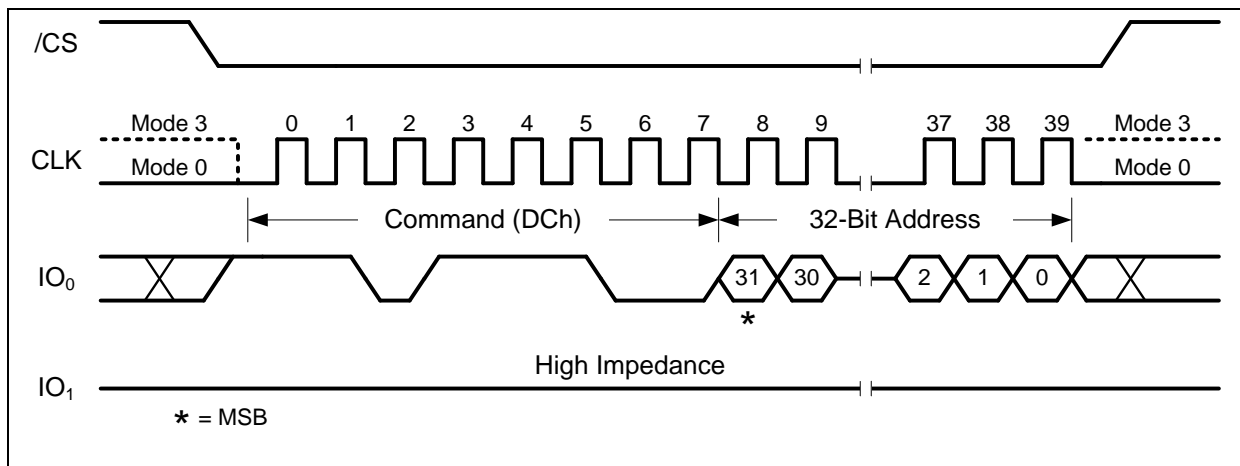 /CS
Mode 3
0 1 2 3 4 5 6 7 8 9 37 38 39
Mode 3
CLK
Mode 0
Mode 0
Command (DCh)
32-Bit Address
IO₀
31 30 2 1 0
*
High Impedance
IO₁
* = MSB